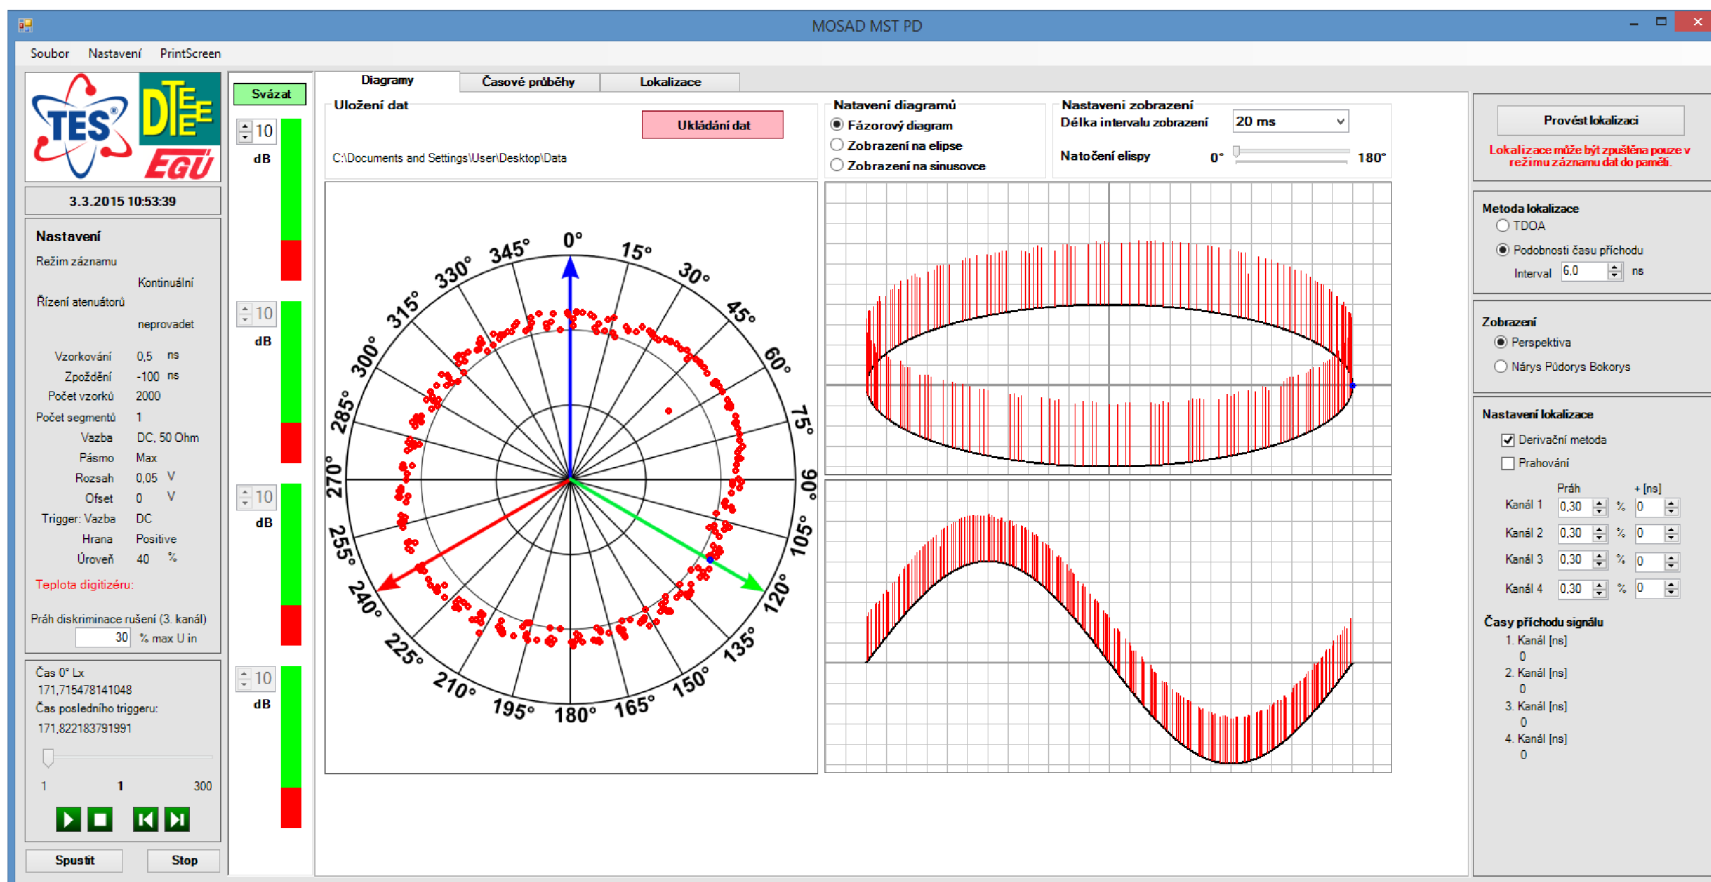 MOSAD MST PD
Soubor Nastavení PrintScreen
TES®
DTEEE
EGÚ
3.3.2015 10:53:39
Nastavení
Režim záznamu
Kontinuální
Řízení atenuátorů
neprovadet
Vzorkování 0,5 ns
Zpoždění -100 ns
Počet vzorků 2000
Počet segmentů 1
Vazba DC, 50 Ohm
Pásmo Max
Rozsah 0,05 V
Ofset 0 V
Trigger: Vazba DC
Hrana Positive
Úroveň 40 %
Teplota digitizéru:
Práh diskriminace rušení (3. kanál)
30 % max U in
Čas 0° Lx
171,715478141048
Čas posledního triggeru:
171,822183791991
1 1 300
Spustit Stop
Svázat
10
dB
10
dB
10
dB
10
dB
Diagramy Časové průběhy Lokalizace
Uložení dat
Ukládání dat
C:\Documents and Settings\User\Desktop\Data
Natavení diagramů
Fázorový diagram
Zobrazení na elipse
Zobrazení na sinusovce
Nastavení zobrazení
Délka intervalu zobrazení 20 ms
Natočení elispy 0° 180°
0°
15°
30°
45°
60°
75°
90°
105°
120°
135°
150°
165°
180°
195°
210°
225°
240°
255°
270°
285°
300°
315°
330°
345°
Provést lokalizaci
Lokalizace může být zpuštěna pouze v
režimu záznamu dat do paměti.
Metoda lokalizace
TDOA
Podobnosti času příchodu
Interval 6,0 ns
Zobrazení
Perspektiva
Nárys Půdorys Bokorys
Nastavení lokalizace
Derivační metoda
Prahování
Práh + [ns]
Kanál 1 0,30 % 0
Kanál 2 0,30 % 0
Kanál 3 0,30 % 0
Kanál 4 0,30 % 0
Časy příchodu signálu
1. Kanál [ns]
0
2. Kanál [ns]
0
3. Kanál [ns]
0
4. Kanál [ns]
0